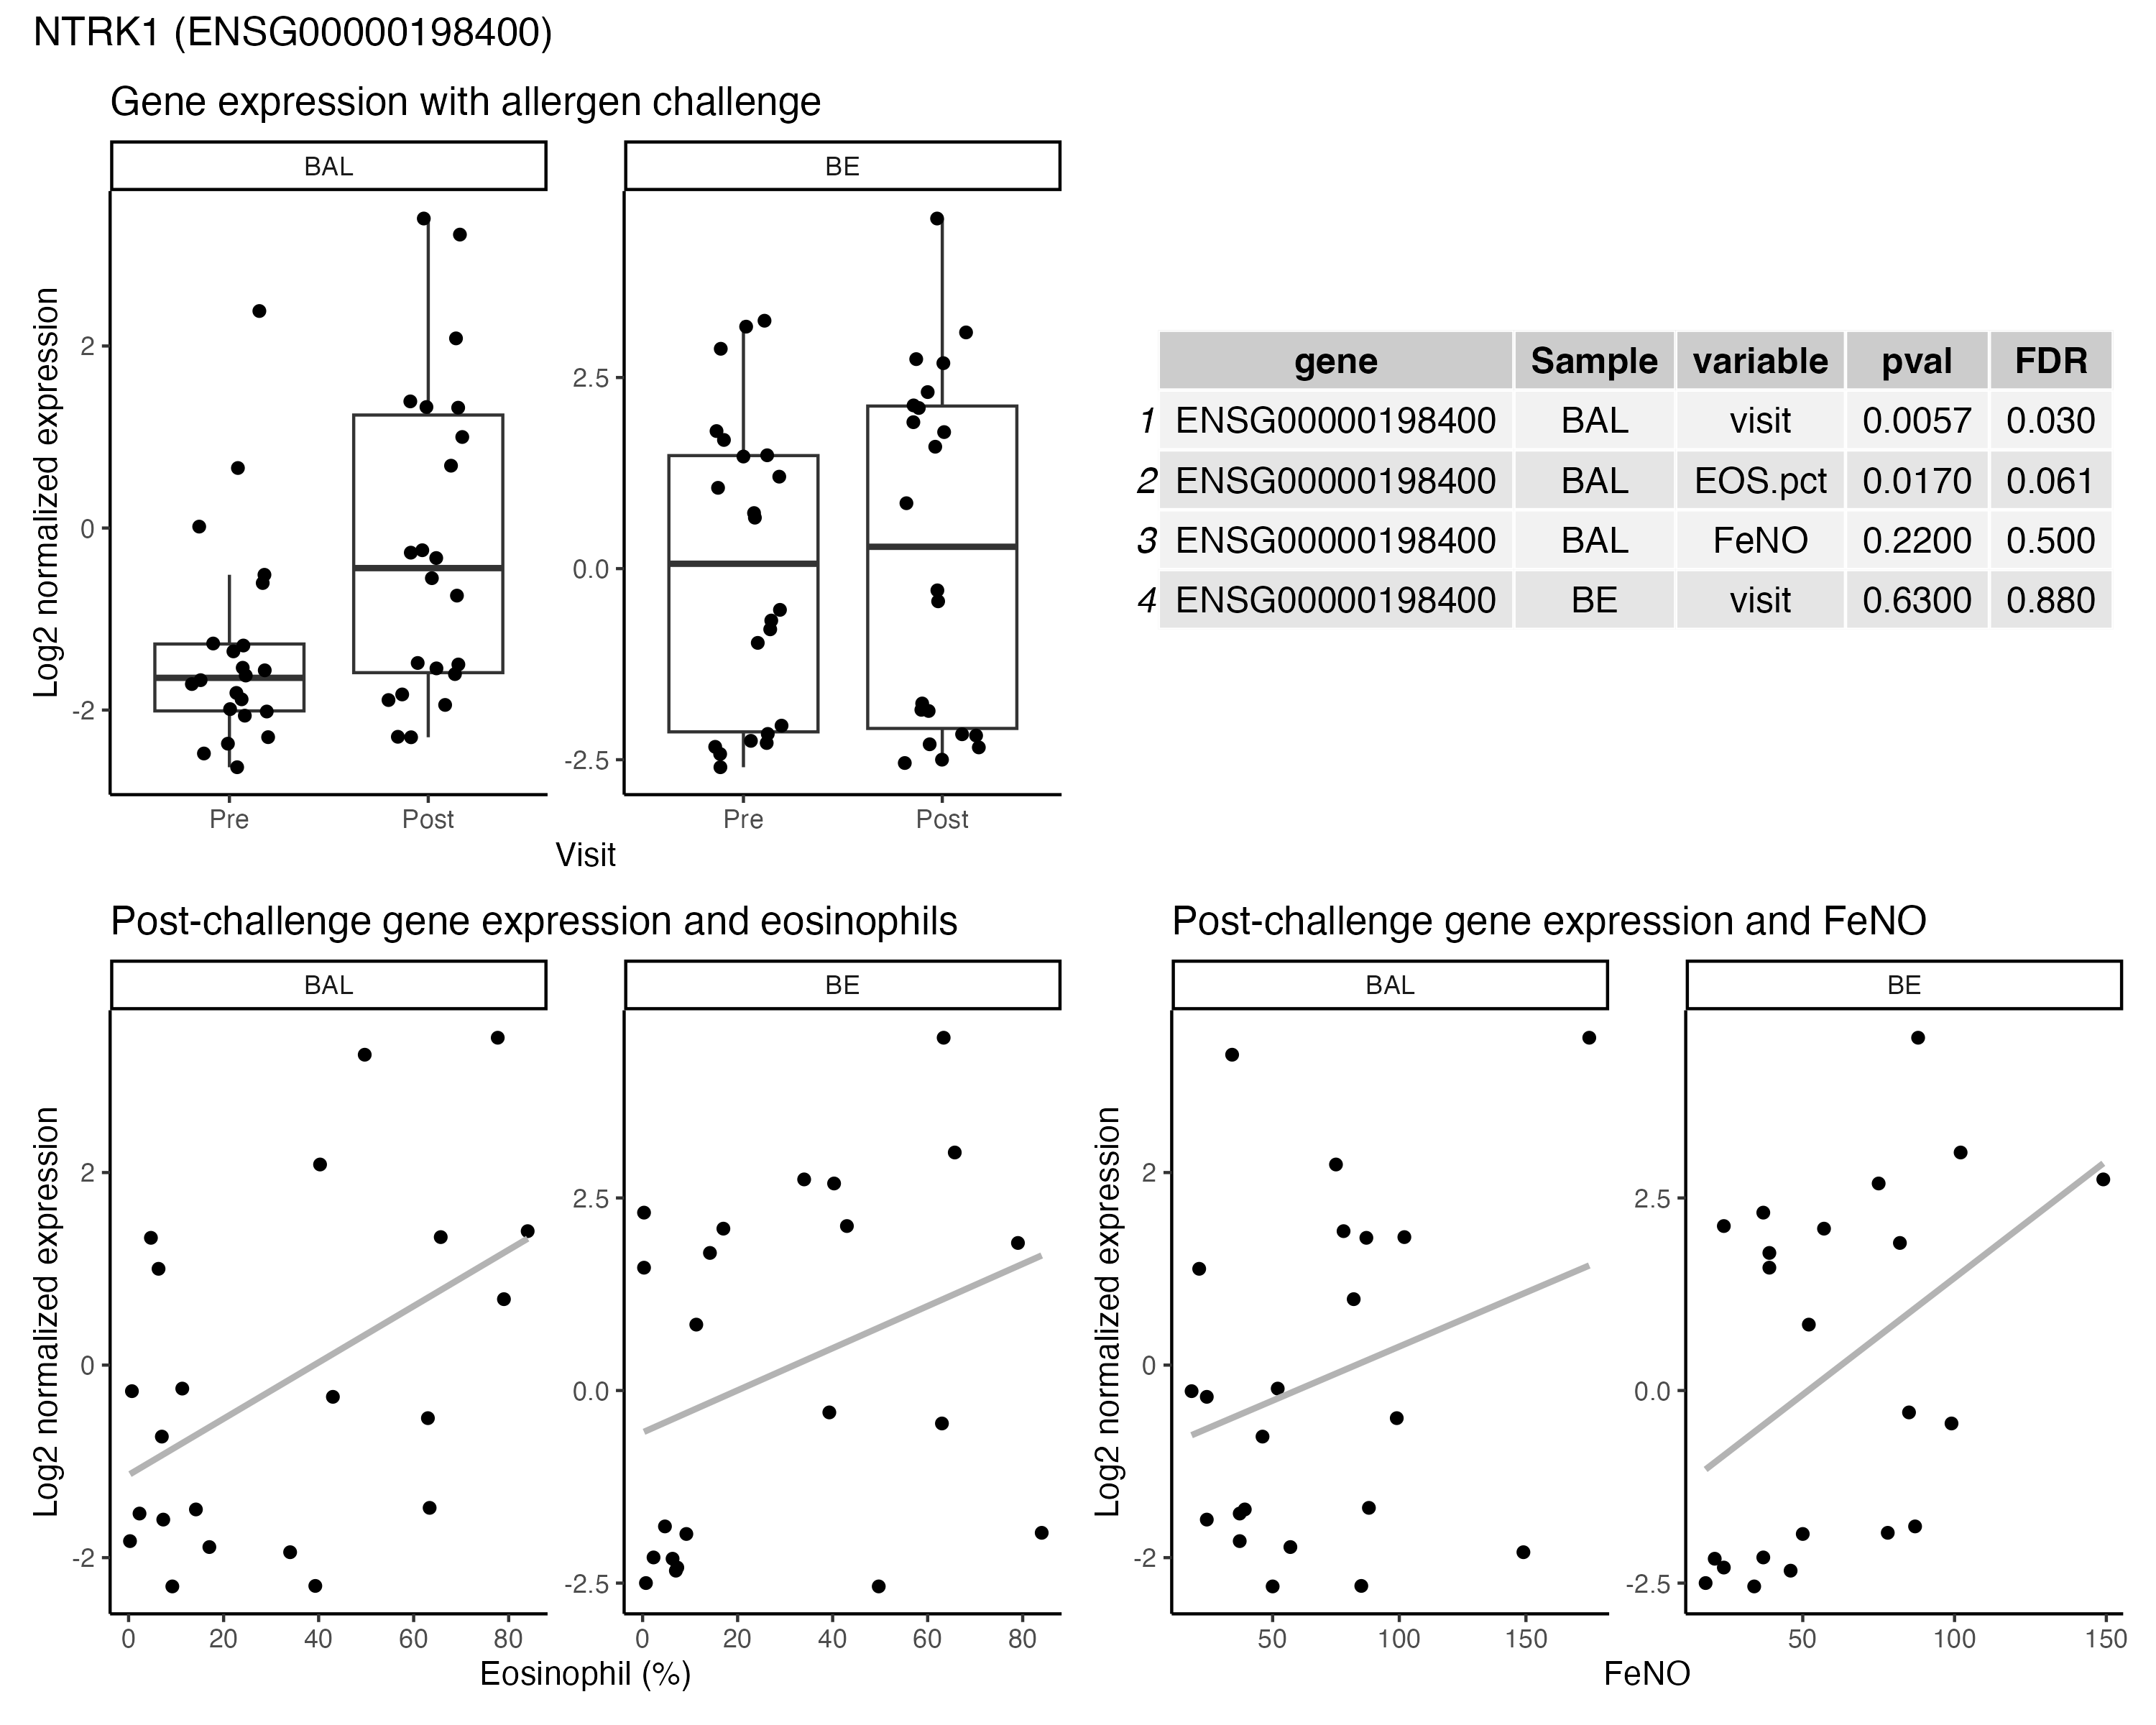 NTRK1 (ENSG00000198400)
Gene expression with allergen challenge
BAL
BE
Log2 normalized expression
2
0
-2
2.5
0.0
-2.5
Pre
Post
Pre
Post
Visit
gene Sample variable pval FDR
1 ENSG00000198400 BAL visit 0.0057 0.030
2 ENSG00000198400 BAL EOS.pct 0.0170 0.061
3 ENSG00000198400 BAL FeNO 0.2200 0.500
4 ENSG00000198400 BE visit 0.6300 0.880
Post-challenge gene expression and eosinophils
BAL
BE
Log2 normalized expression
2
0
-2
2.5
0.0
-2.5
0 20 40 60 80
0 20 40 60 80
Eosinophil (%)
Post-challenge gene expression and FeNO
BAL
BE
Log2 normalized expression
2
0
-2
2.5
0.0
-2.5
50 100 150
50 100 150
FeNO